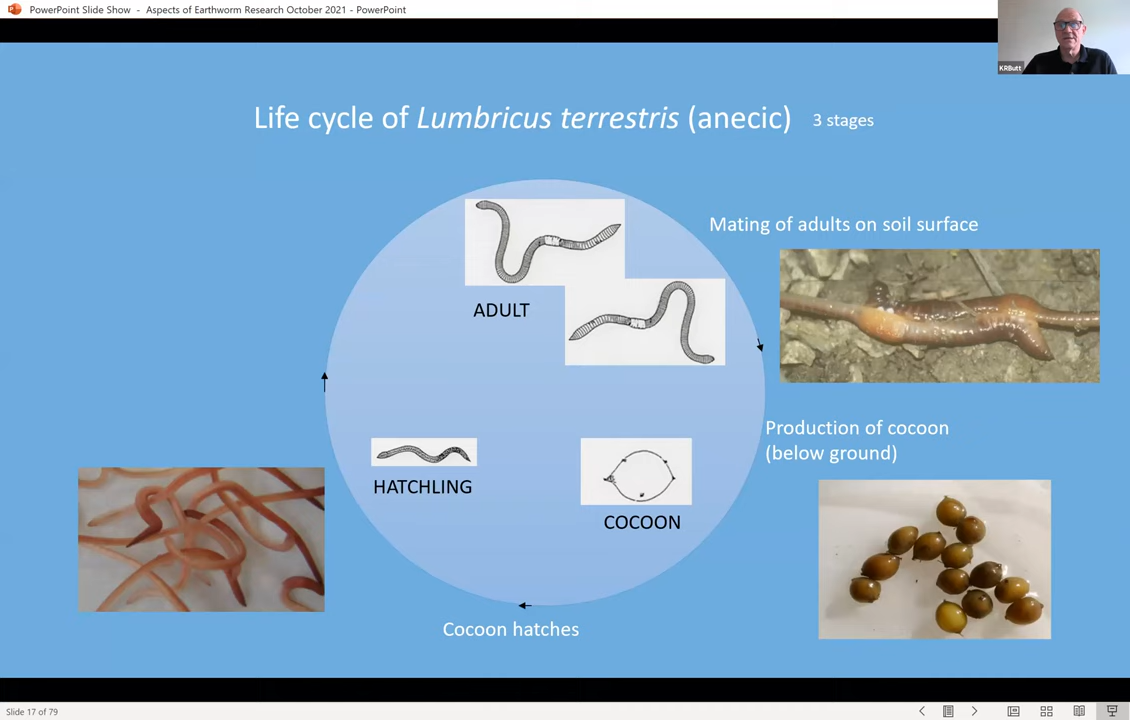 PowerPoint Slide Show - Aspects of Earthworm Research October 2021 - PowerPoint
KRButt
Life cycle of Lumbricus terrestris (anecic) 3 stages
Mating of adults on soil surface
ADULT
Production of cocoon
(below ground)
HATCHLING
COCOON
Cocoon hatches
Slide 17 of 79